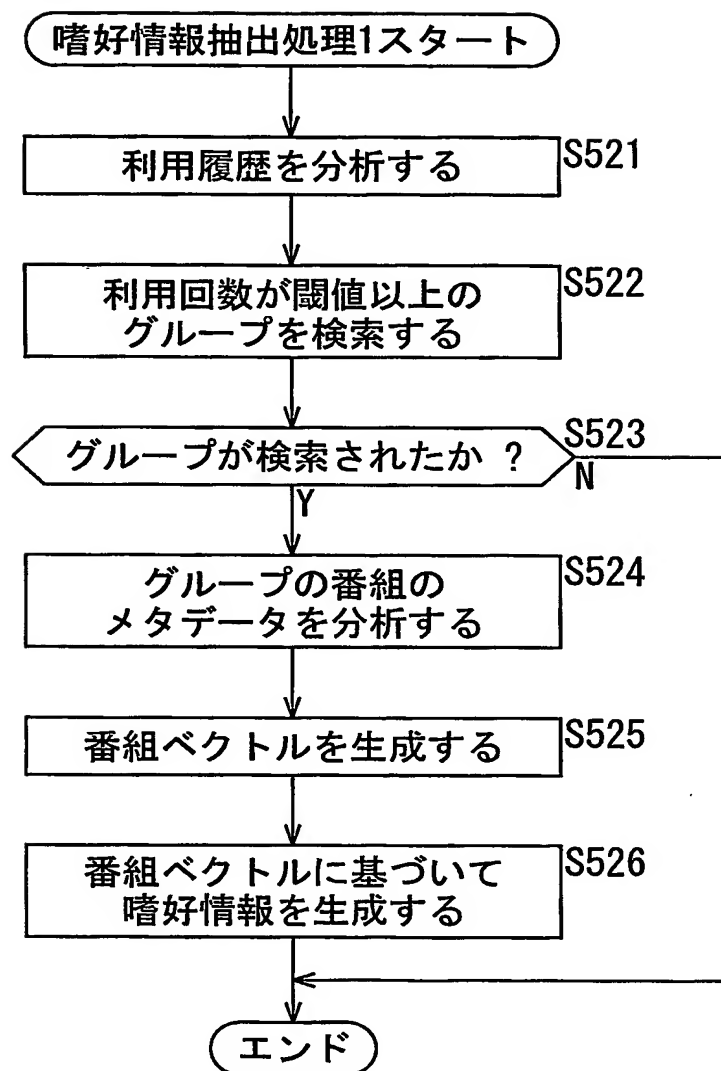 嗜好情報抽出処理1スタート
利用履歴を分析する
S521
利用回数が閾値以上の
グループを検索する
S522
グループが検索されたか ?
S523
N
Y
グループの番組の
メタデータを分析する
S524
番組ベクトルを生成する
S525
番組ベクトルに基づいて
嗜好情報を生成する
S526
エンド